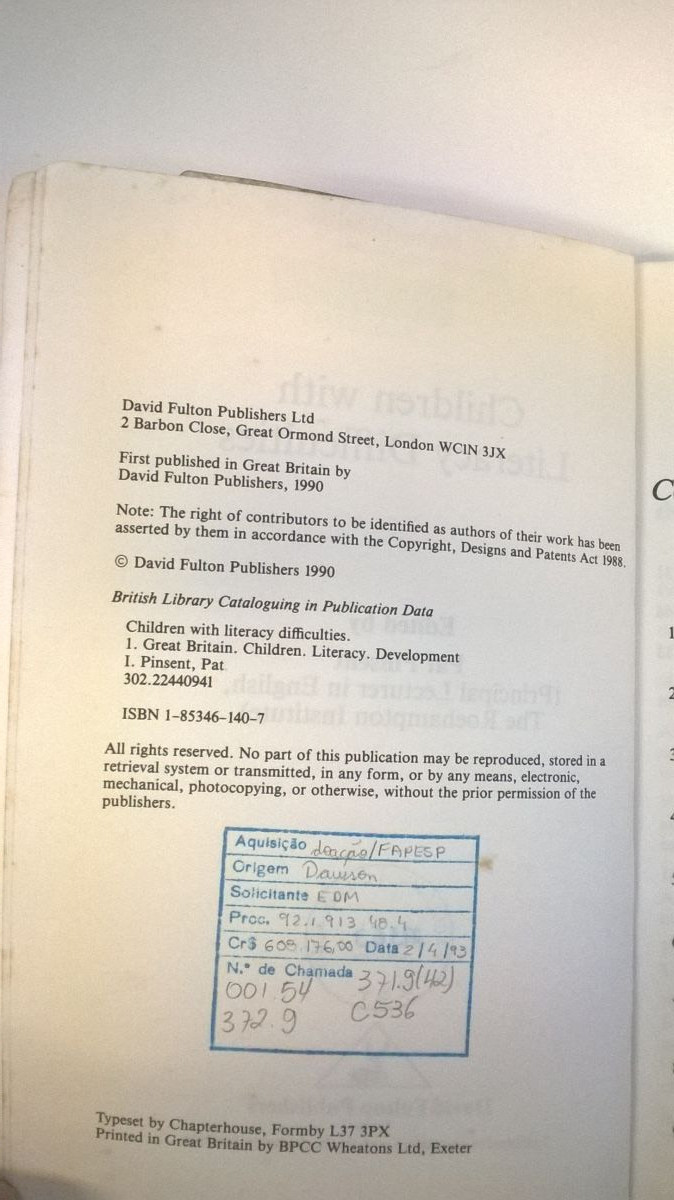 David Fulton Publishers Ltd
2 Barbon Close, Great Ormond Street, London WC1N 3JX
First published in Great Britain by
David Fulton Publishers, 1990
Note: The right of contributors to be identified as authors of their work has been
asserted by them in accordance with the Copyright, Designs and Patents Act 1988.
© David Fulton Publishers 1990
British Library Cataloguing in Publication Data
Children with literacy difficulties.
1. Great Britain. Children. Literacy. Development
I. Pinsent, Pat
302.22440941
ISBN 1-85346-140-7
All rights reserved. No part of this publication may be reproduced, stored in a
retrieval system or transmitted, in any form, or by any means, electronic,
mechanical, photocopying, or otherwise, without the prior permission of the
publishers.
Aquisição doação/FAPESP
Origem Dawson
Solicitante EDM
Proc. 92.1.913.48.4
Cr$ 608.176,00 Data 2/4/93
N.º de Chamada 371.9(42)
001 54 C536
372.9
Typeset by Chapterhouse, Formby L37 3PX
Printed in Great Britain by BPCC Wheatons Ltd, Exeter